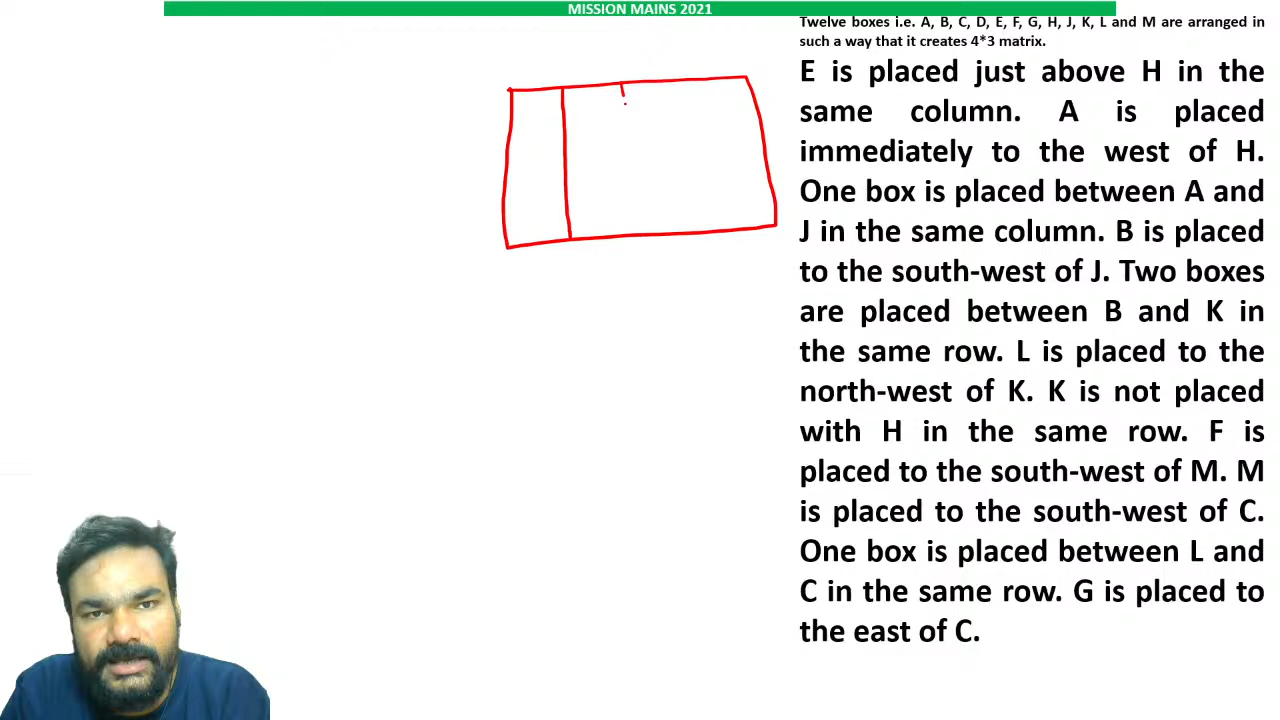 MISSION MAINS 2021
Twelve boxes i.e. A, B, C, D, E, F, G, H, J, K, L and M are arranged in
such a way that it creates 4*3 matrix.
E is placed just above H in the
same column. A is placed
immediately to the west of H.
One box is placed between A and
J in the same column. B is placed
to the south-west of J. Two boxes
are placed between B and K in
the same row. L is placed to the
north-west of K. K is not placed
with H in the same row. F is
placed to the south-west of M. M
is placed to the south-west of C.
One box is placed between L and
C in the same row. G is placed to
the east of C.